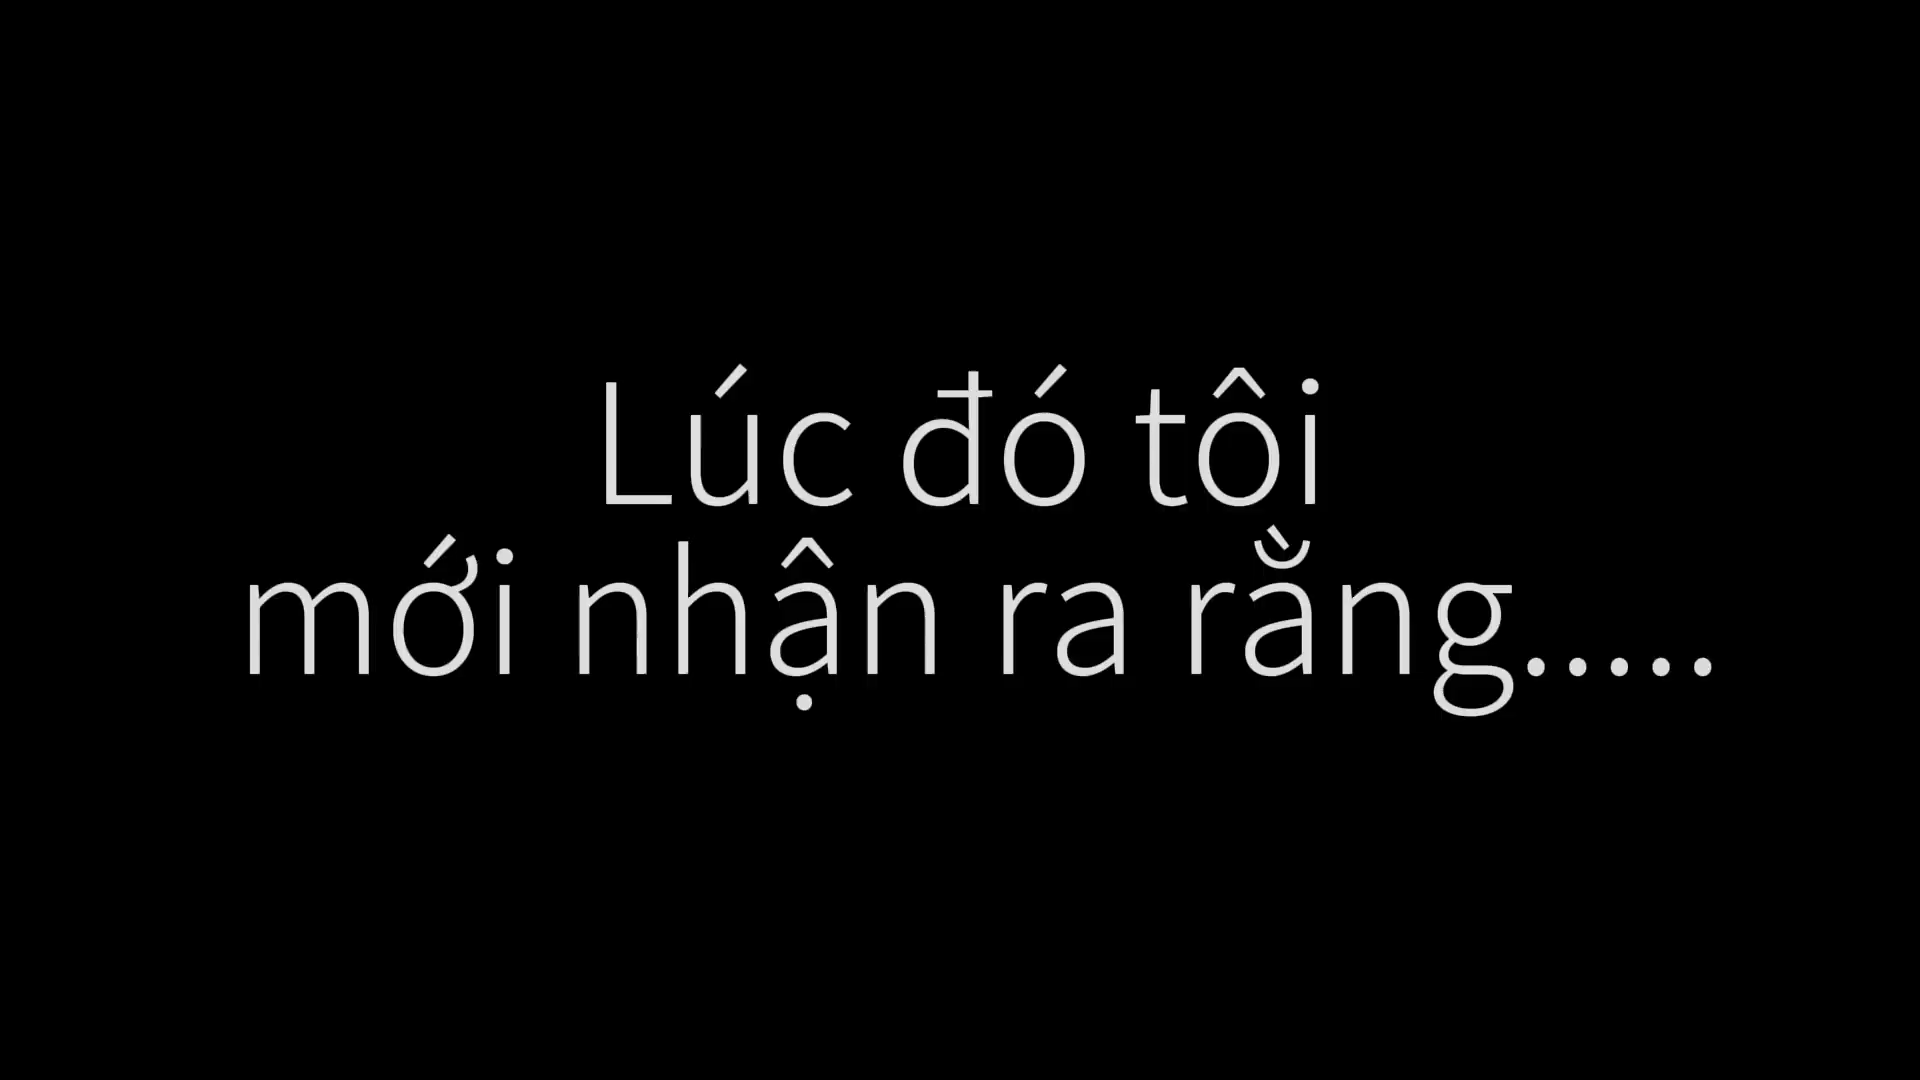 Lúc đó tôi
mới nhận ra rằng.....